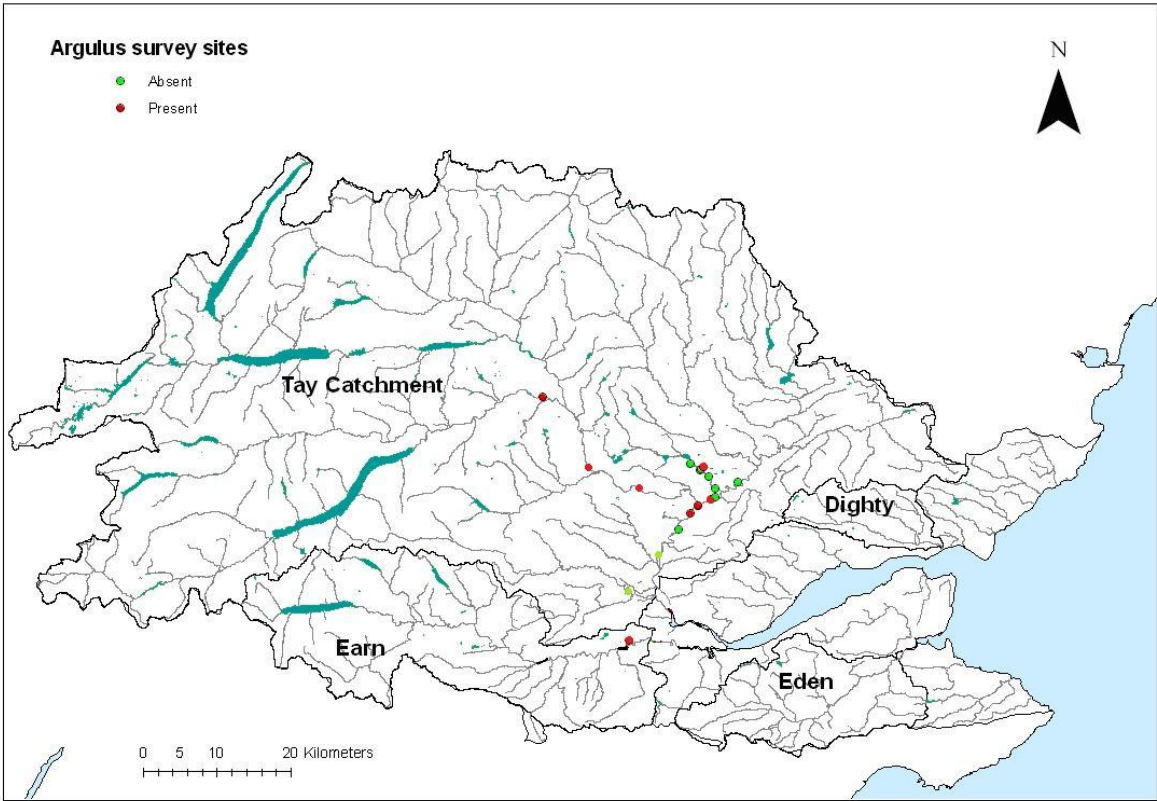 Argulus survey sites
Absent
Present
N
Tay Catchment
Dighty
Earn
Eden
0 5 10 20 Kilometers